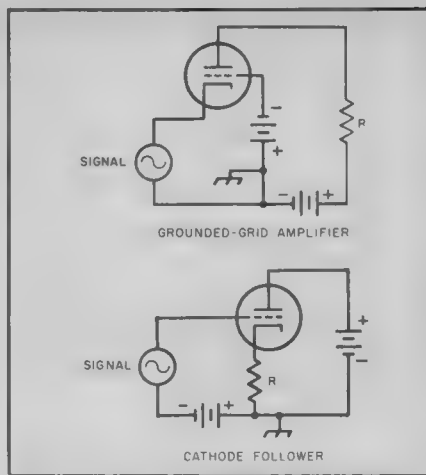 SIGNAL
-
+
R
- +
GROUNDED-GRID AMPLIFIER
SIGNAL
R
+
-
- +
CATHODE FOLLOWER